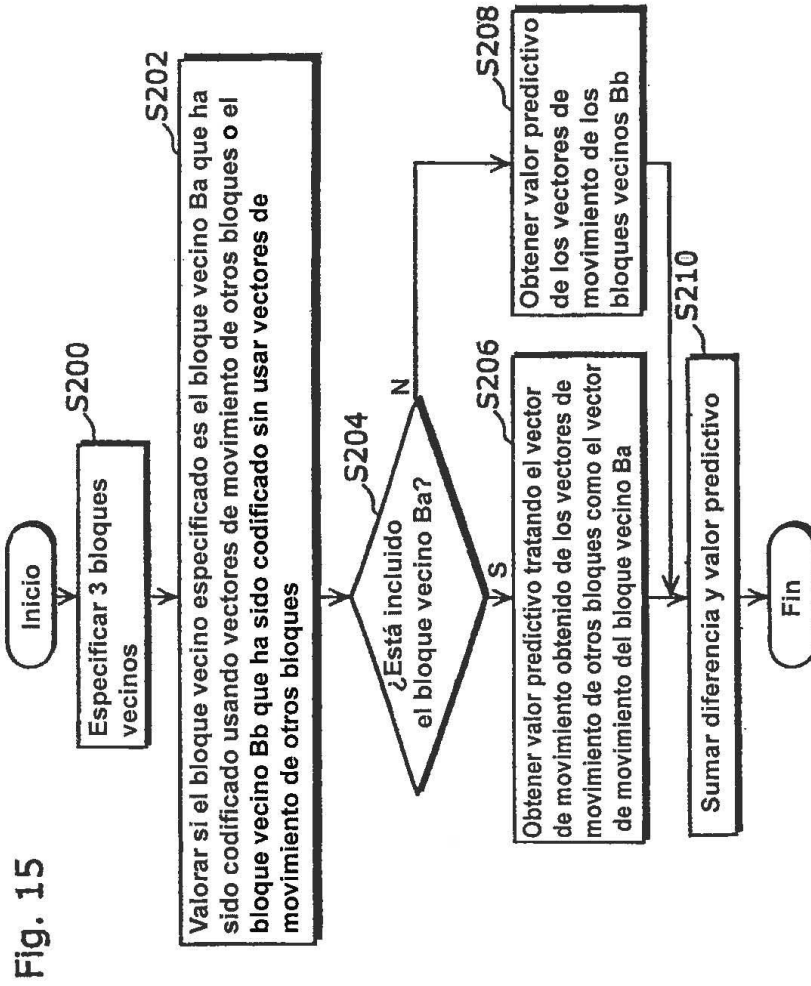 Fig. 15
Inicio
S200
Especificar 3 bloques
vecinos
S202
Valorar si el bloque vecino especificado es el bloque vecino Ba que ha
sido codificado usando vectores de movimiento de otros bloques o el
bloque vecino Bb que ha sido codificado sin usar vectores de
movimiento de otros bloques
S204
¿Está incluido
el bloque vecino Ba?
N
S
S206
Obtener valor predictivo tratando el vector
de movimiento obtenido de los vectores de
movimiento de otros bloques como el vector
de movimiento del bloque vecino Ba
S208
Obtener valor predictivo
de los vectores de
movimiento de los
bloques vecinos Bb
S210
Sumar diferencia y valor predictivo
Fin